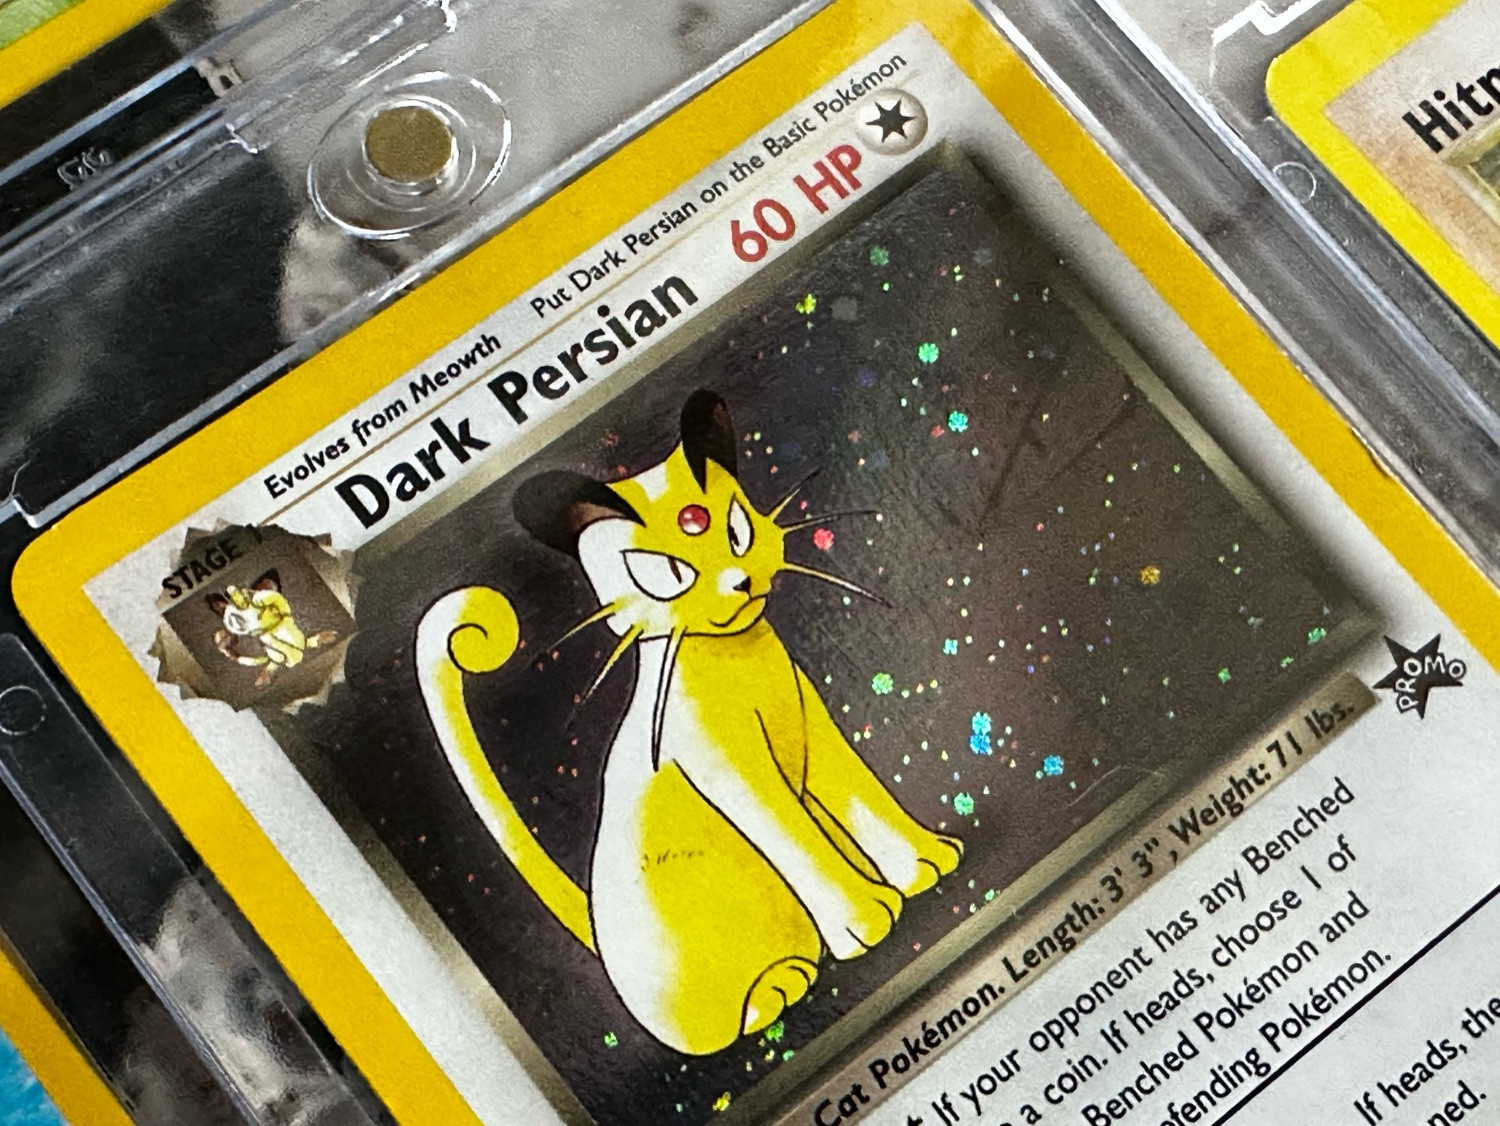 Evolves from Meowth Put Dark Persian on the Basic Pokémon
Dark Persian 60 HP
STAGE 1
PROMO
Cat Pokémon. Length: 3' 3", Weight: 71 lbs.
If your opponent has any Benched
a coin. If heads, choose 1 of
Benched Pokémon and
efending Pokémon.
If heads, the
ned.
Hitm